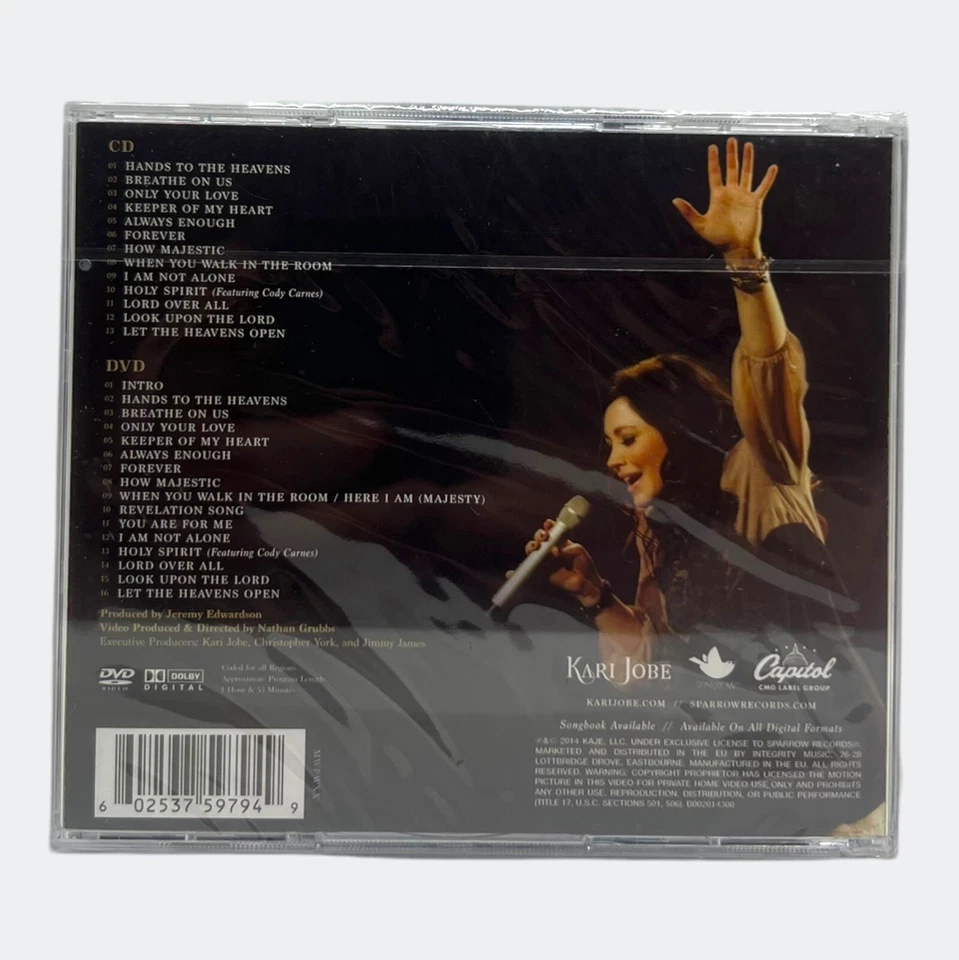 CD
01 HANDS TO THE HEAVENS
02 BREATHE ON US
03 ONLY YOUR LOVE
04 KEEPER OF MY HEART
05 ALWAYS ENOUGH
06 FOREVER
07 HOW MAJESTIC
08 WHEN YOU WALK IN THE ROOM
09 I AM NOT ALONE
10 HOLY SPIRIT (Featuring Cody Carnes)
11 LORD OVER ALL
12 LOOK UPON THE LORD
13 LET THE HEAVENS OPEN
DVD
01 INTRO
02 HANDS TO THE HEAVENS
03 BREATHE ON US
04 ONLY YOUR LOVE
05 KEEPER OF MY HEART
06 ALWAYS ENOUGH
07 FOREVER
08 HOW MAJESTIC
09 WHEN YOU WALK IN THE ROOM / HERE I AM (MAJESTY)
10 REVELATION SONG
11 YOU ARE FOR ME
12 I AM NOT ALONE
13 HOLY SPIRIT (Featuring Cody Carnes)
14 LORD OVER ALL
15 LOOK UPON THE LORD
16 LET THE HEAVENS OPEN
Produced by Jeremy Edwardson
Video Produced & Directed by Nathan Grubbs
Executive Producers: Kari Jobe, Christopher York, and Jimmy James
DVD VIDEO
DOLBY DIGITAL
Coded for all Regions
Approximate Program Length:
1 Hour & 53 Minutes
KARI JOBE
SPARROW
Capitol
CMG LABEL GROUP
KARIJOBE.COM // SPARROWRECORDS.COM
Songbook Available // Available On All Digital Formats
℗&© 2014 KAJE, LLC. UNDER EXCLUSIVE LICENSE TO SPARROW RECORDS®.
MARKETED AND DISTRIBUTED IN THE EU BY INTEGRITY MUSIC, 26-28
LOTTBRIDGE DROVE, EASTBOURNE. MANUFACTURED IN THE EU. ALL RIGHTS
RESERVED. WARNING: COPYRIGHT PROPRIETOR HAS LICENSED THE MOTION
PICTURE IN THIS VIDEO FOR PRIVATE HOME VIDEO USE ONLY AND PROHIBITS
ANY OTHER USE, REPRODUCTION, DISTRIBUTION, OR PUBLIC PERFORMANCE
(TITLE 17, U.S.C. SECTIONS 501, 506).
6 02537 59794 9